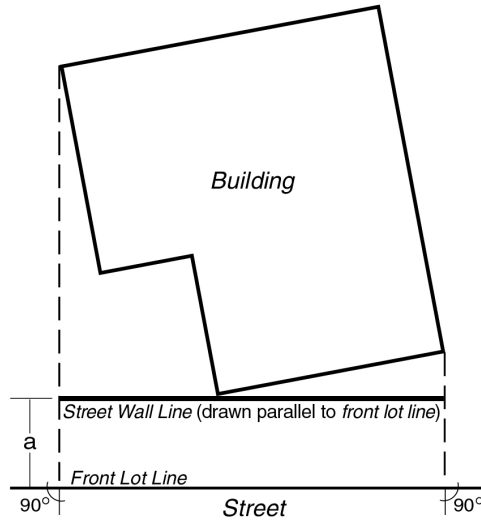 Building
Street Wall Line (drawn parallel to front lot line)
a
Front Lot Line
90° Street 90°